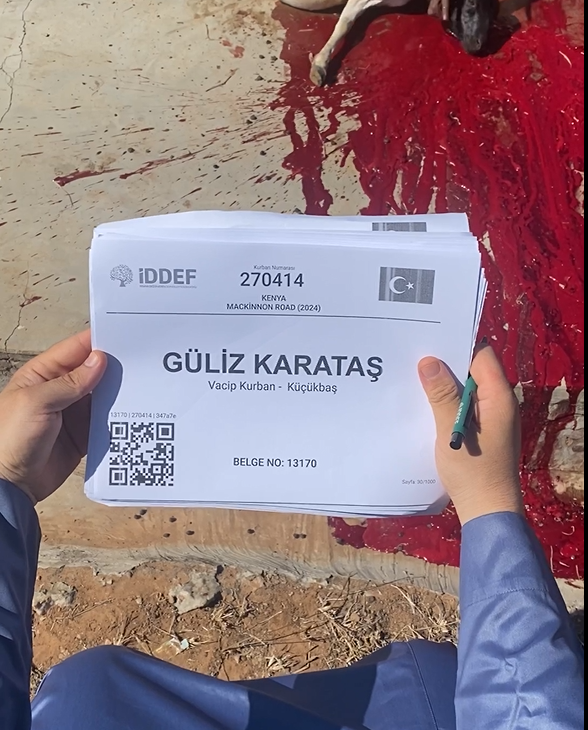 iDDEF
Kurban Numarası
270414
KENYA
MACKİNNON ROAD (2024)
GÜLİZ KARATAŞ
Vacip Kurban - Küçükbaş
13170 | 270414 | 347a7e
BELGE NO: 13170
Sayfa: 30/1000